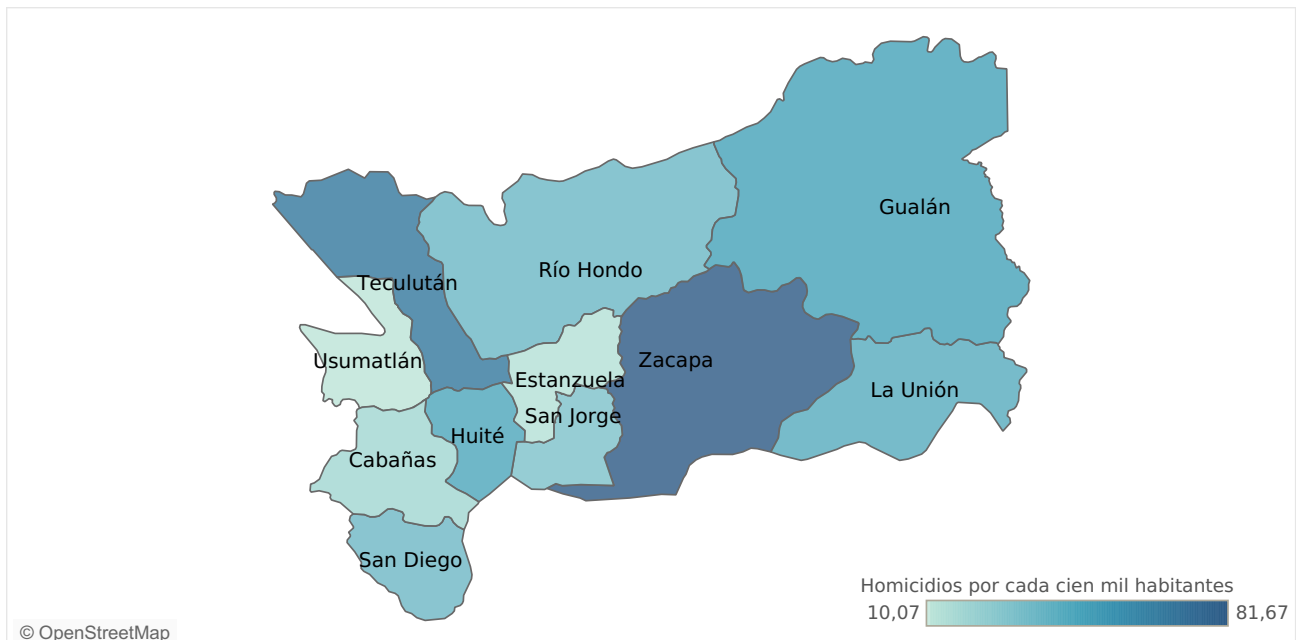 Gualán
Río Hondo
Teculután
Usumatlán
Zacapa
Estanzuela
La Unión
San Jorge
Huité
Cabañas
San Diego
Homicidios por cada cien mil habitantes
10,07 81,67
© OpenStreetMap